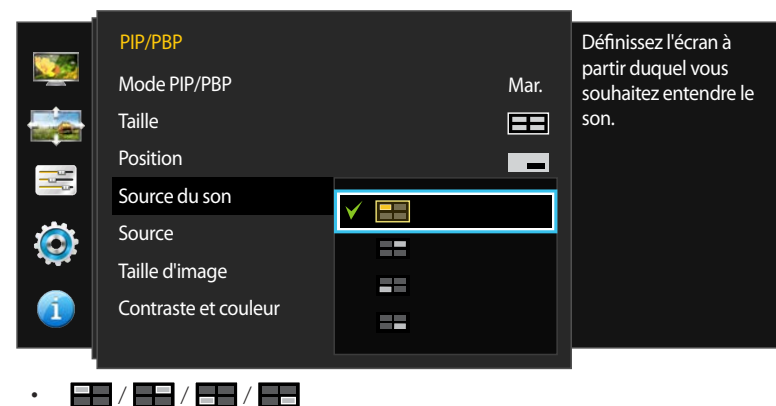 PIP/PBP
Mode PIP/PBP Mar.
Taille
Position
Source du son
Source
Taille d'image
Contraste et couleur
Définissez l'écran à
partir duquel vous
souhaitez entendre le
son.
• / / /